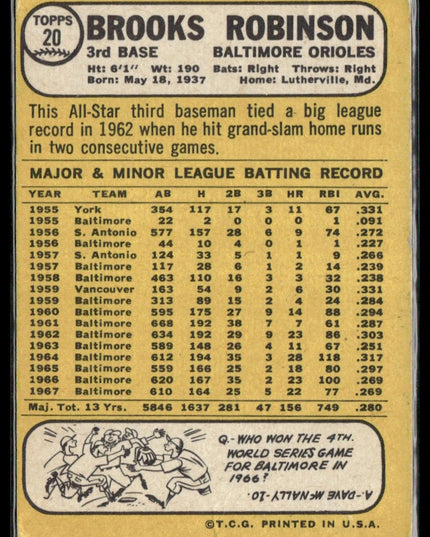 TOPPS
20
BROOKS ROBINSON
3rd BASE BALTIMORE ORIOLES
Ht: 6'1" Wt: 190 Bats: Right Throws: Right
Born: May 18, 1937 Home: Lutherville, Md.
This All-Star third baseman tied a big league
record in 1962 when he hit grand-slam home runs
in two consecutive games.
MAJOR & MINOR LEAGUE BATTING RECORD
YEAR TEAM AB H 2B 3B HR RBI AVG.
1955 York 354 117 17 3 11 67 .331
1955 Baltimore 22 2 0 0 0 1 .091
1956 S. Antonio 577 157 28 6 9 74 .272
1956 Baltimore 44 10 4 0 1 1 .227
1957 S. Antonio 124 33 5 1 1 9 .266
1957 Baltimore 117 28 6 1 2 14 .239
1958 Baltimore 463 110 16 3 3 32 .238
1959 Vancouver 163 54 9 2 6 30 .331
1959 Baltimore 313 89 15 2 4 24 .284
1960 Baltimore 595 175 27 9 14 88 .294
1961 Baltimore 668 192 38 7 7 61 .287
1962 Baltimore 634 192 29 9 23 86 .303
1963 Baltimore 589 148 26 4 11 67 .251
1964 Baltimore 612 194 35 3 28 118 .317
1965 Baltimore 559 166 25 2 18 80 .297
1966 Baltimore 620 167 35 2 23 100 .269
1967 Baltimore 610 164 25 5 22 77 .269
Maj. Tot. 13 Yrs. 5846 1637 281 47 156 749 .280
Q.- WHO WON THE 4TH.
WORLD SERIES GAME
FOR BALTIMORE IN
1966?
A.- DAVE McNALLY 1-0.
©T.C.G. PRINTED IN U.S.A.